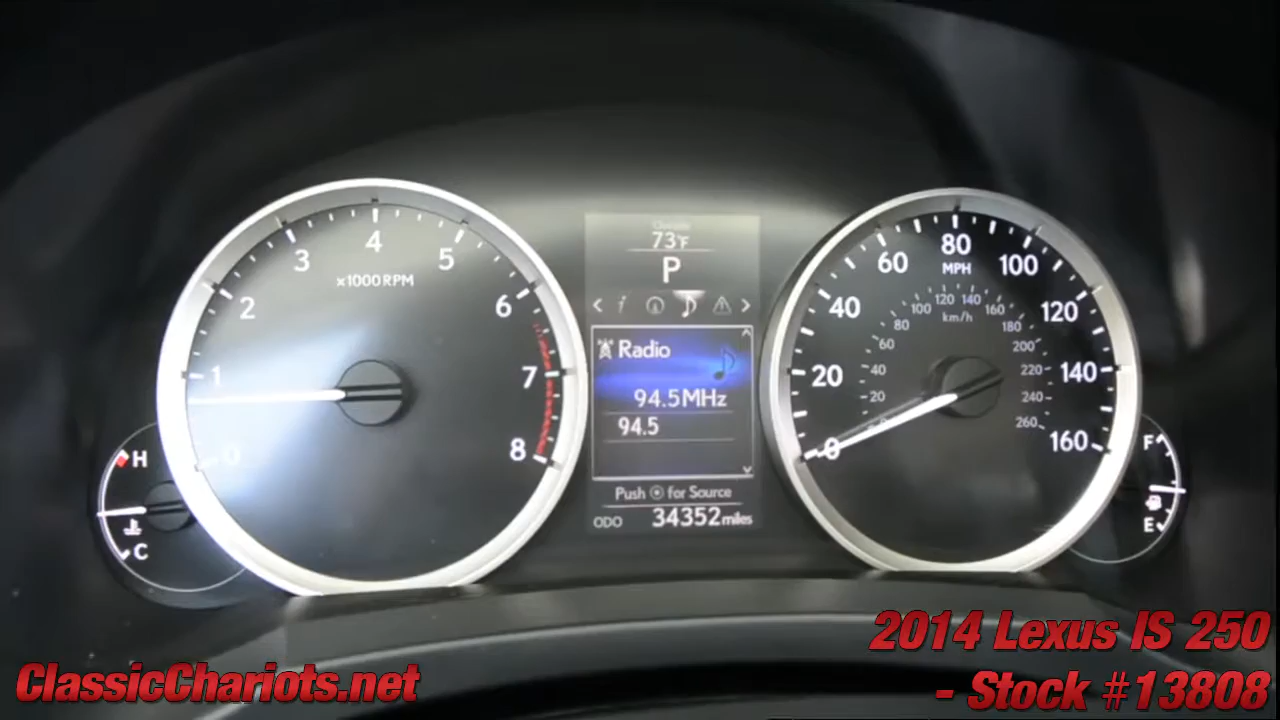 0 1 2 3 4 5 6 7 8
x1000RPM
H
C
Outside
73°F
P
Radio
94.5MHz
94.5
Push for Source
ODO 34352 miles
0 20 40 60 80 100 120 140 160
MPH
20 40 60 80 100 120 140 160 180 200 220 240 260
km/h
F
E
2014 Lexus IS 250
- Stock #13808
ClassicChariots.net